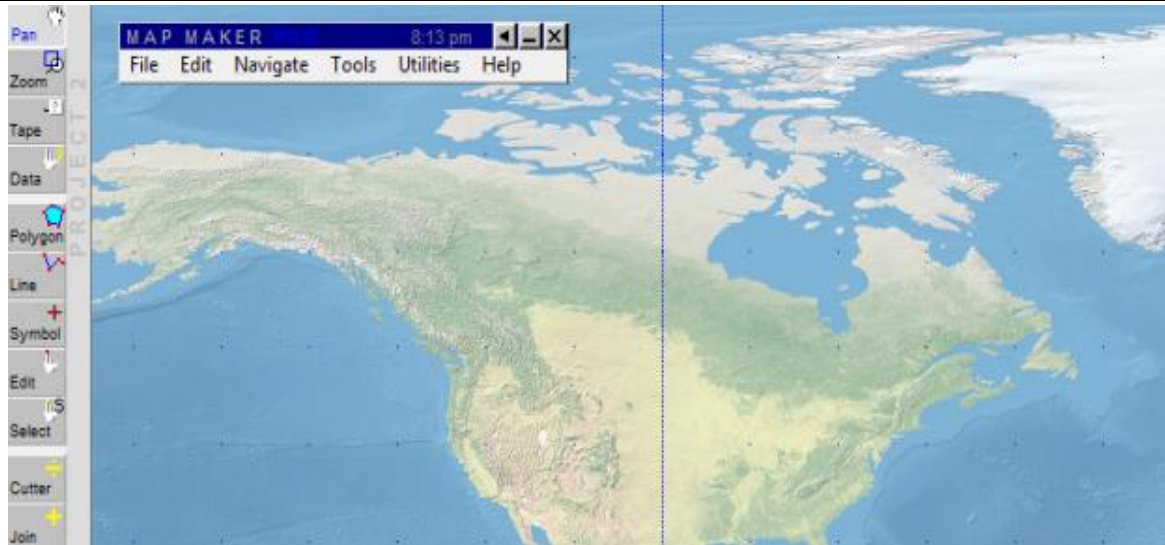 MAP MAKER PRO 8:13 pm
File Edit Navigate Tools Utilities Help
Pan
Zoom
Tape
Data
Polygon
Line
Symbol
Edit
Select
Cutter
Join
PROJECT 2